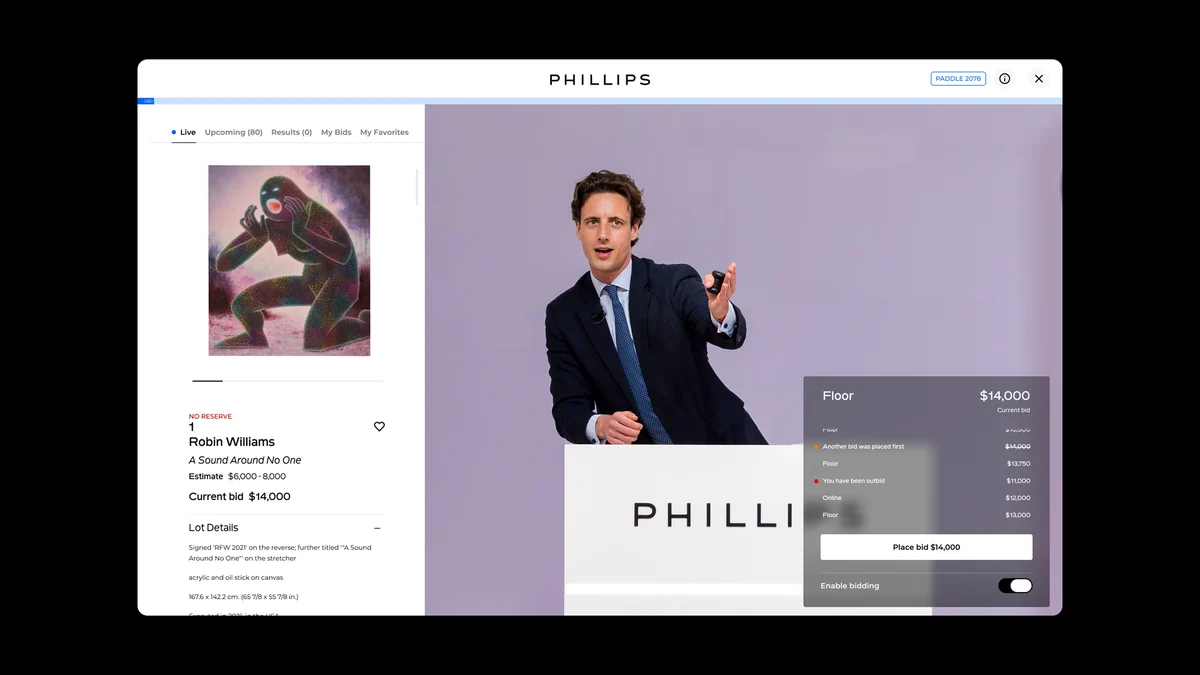 PHILLIPS
PADDLE 2078
Live
Upcoming (80)
Results (0)
My Bids
My Favorites
NO RESERVE
1
Robin Williams
A Sound Around No One
Estimate $6,000 - 8,000
Current bid $14,000
Lot Details
Signed 'RFW 2021' on the reverse; further titled '"A Sound
Around No One"' on the stretcher
acrylic and oil stick on canvas
167.6 x 142.2 cm. (65 7/8 x 55 7/8 in.)
PHILLIPS
Floor $14,000
Current bid
Another bid was placed first $14,000
Floor $13,750
You have been outbid $11,000
Online $12,000
Floor $13,000
Place bid $14,000
Enable bidding